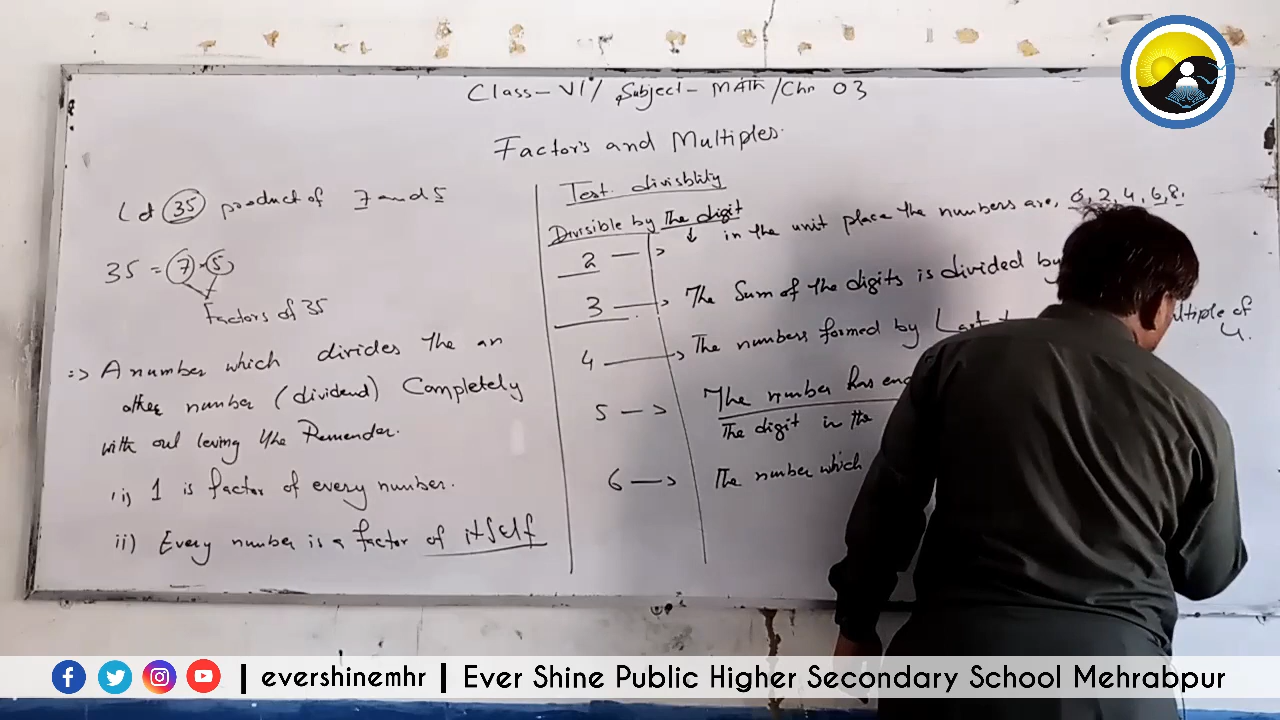 Class - VI / Subject - MATH / Chp 03
Factors and Multiples.
Let 35 product of 7 and 5
35 = 7 × 5
Factors of 35
=> A number which divides the an
other number (dividend) Completely
with out leving the Remender.
i) 1 is factor of every number.
ii) Every number is a factor of itself
Test divisblity
Divisible by The digit
2 → in the unit place the numbers are, 0, 2, 4, 6, 8.
3 → The Sum of the digits is divided by
4 → The numbers formed by Last multiple of
4.
5 → The number has
The digit in the
6 → The number which
| evershinemhr | Ever Shine Public Higher Secondary School Mehrabpur